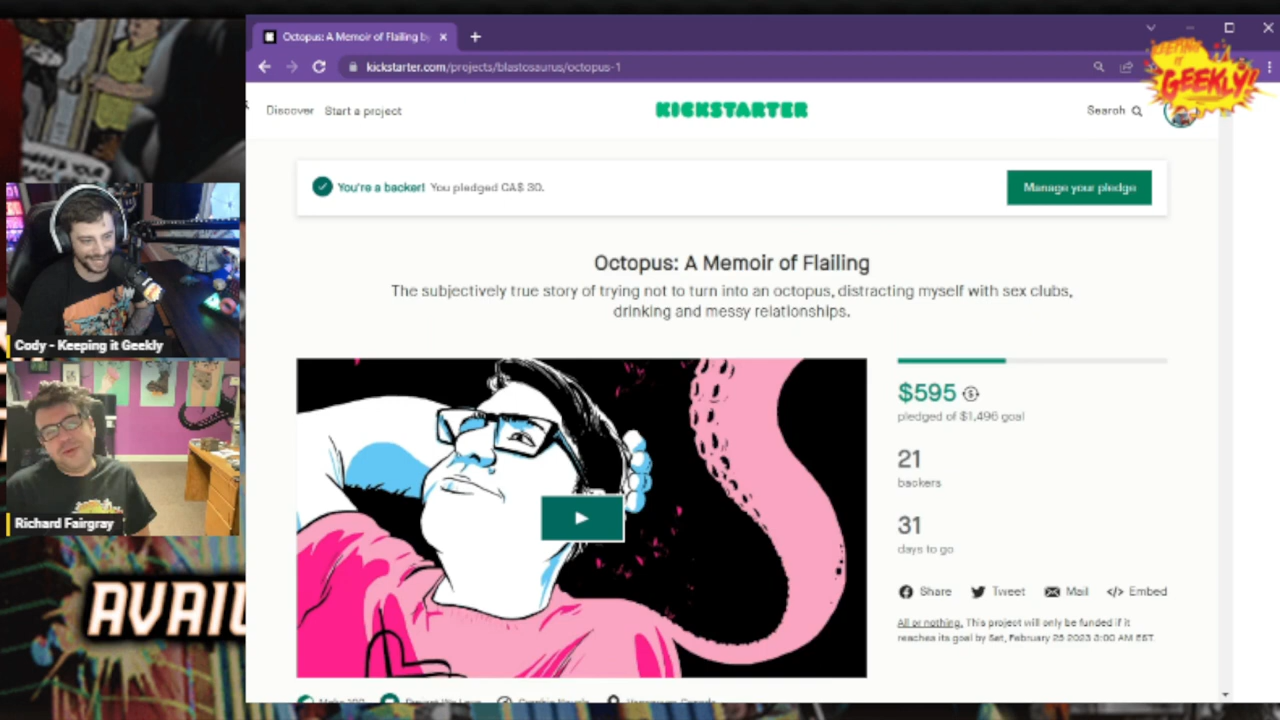 Octopus: A Memoir of Flailing by
kickstarter.com/projects/blastosaurus/octopus-1
KEEPING IT
GEEKLY!
Discover Start a project
KICKSTARTER
Search
You're a backer! You pledged CA$ 30.
Manage your pledge
Octopus: A Memoir of Flailing
The subjectively true story of trying not to turn into an octopus, distracting myself with sex clubs,
drinking and messy relationships.
Cody - Keeping it Geekly
Richard Fairgray
$595
pledged of $1,496 goal
21
backers
31
days to go
Share Tweet Mail Embed
All or nothing. This project will only be funded if it
reaches its goal by Sat, February 25 2023 3:00 AM EST.
AVAIL